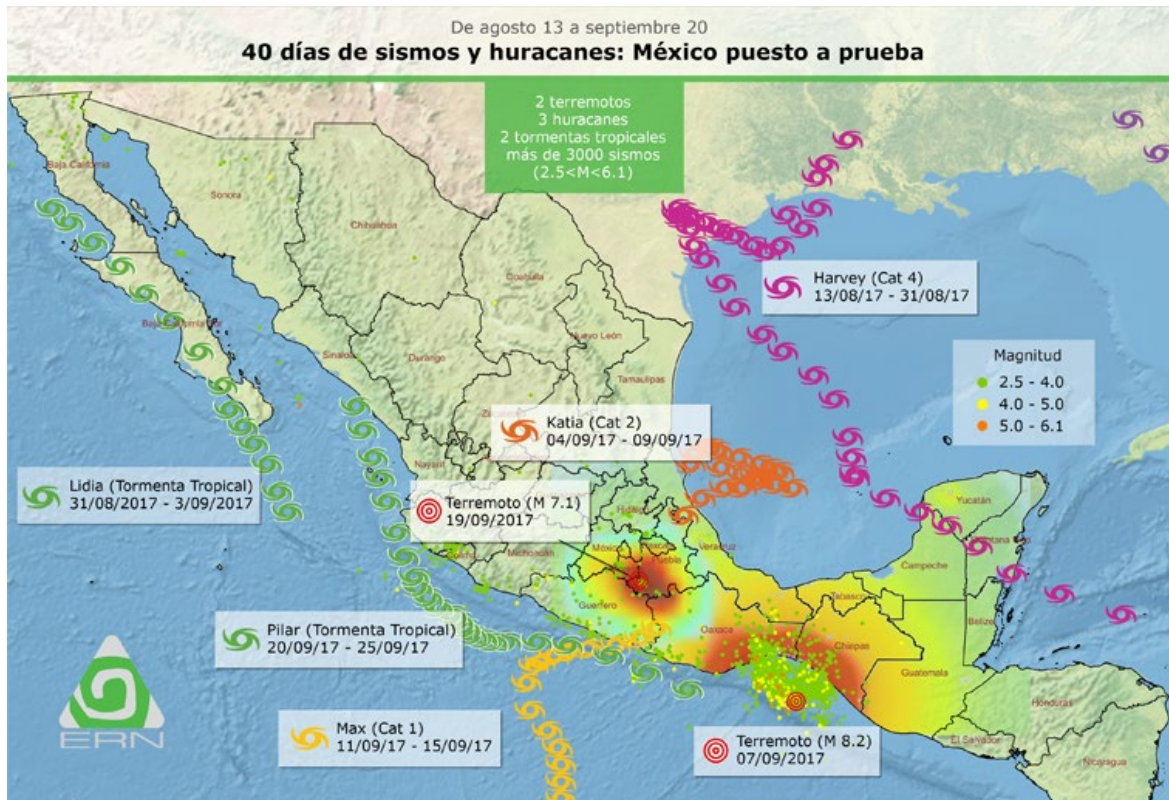 De agosto 13 a septiembre 20
40 días de sismos y huracanes: México puesto a prueba
2 terremotos
3 huracanes
2 tormentas tropicales
más de 3000 sismos
(2.5<M<6.1)
Baja California
Sonora
Chihuahua
Coahuila
Harvey (Cat 4)
13/08/17 - 31/08/17
Nuevo León
Sinaloa
Durango
Tamaulipas
Magnitud
2.5 - 4.0
4.0 - 5.0
5.0 - 6.1
Katia (Cat 2)
04/09/17 - 09/09/17
Nayarit
Lidia (Tormenta Tropical)
31/08/2017 - 3/09/2017
Terremoto (M 7.1)
19/09/2017
Yucatán
Hidalgo
México
Puebla
Veracruz
Michoacán
Campeche
Tabasco
Guerrero
Belize
Oaxaca
Chiapas
Guatemala
Pilar (Tormenta Tropical)
20/09/17 - 25/09/17
Honduras
El Salvador
Nicaragua
Max (Cat 1)
11/09/17 - 15/09/17
Terremoto (M 8.2)
07/09/2017
ERN